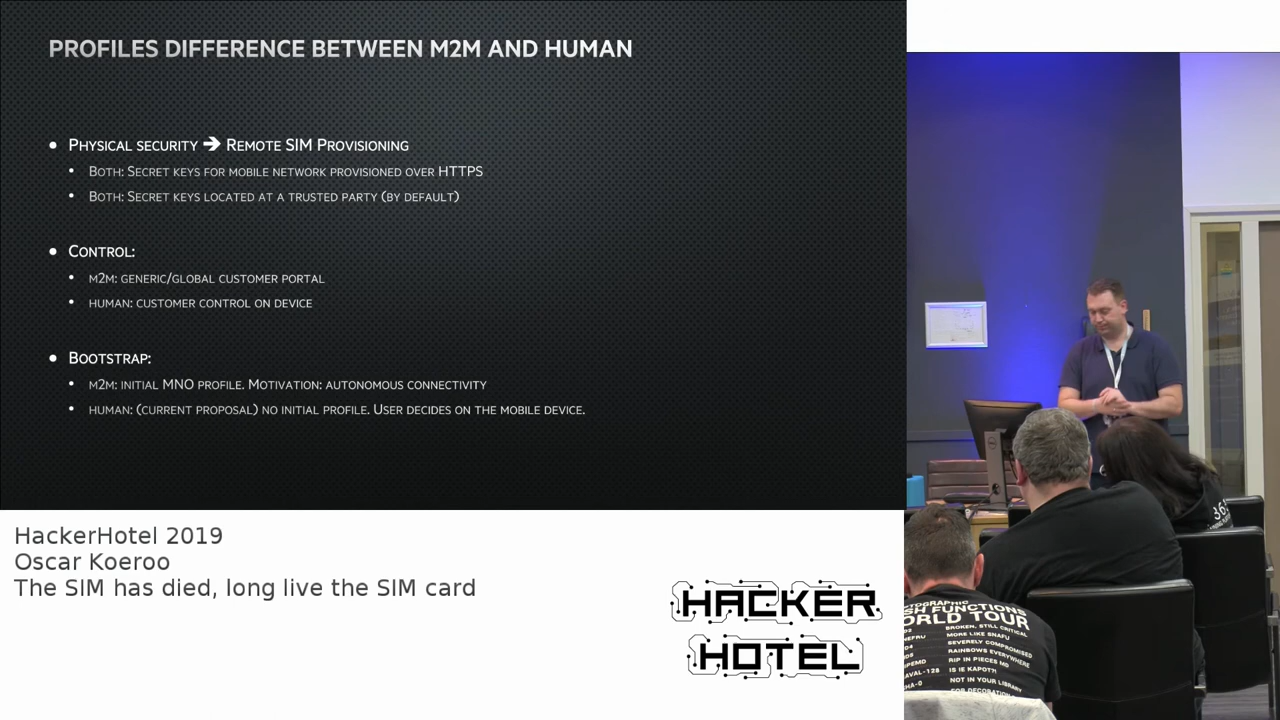 PROFILES DIFFERENCE BETWEEN M2M AND HUMAN
PHYSICAL SECURITY ➔ REMOTE SIM PROVISIONING
BOTH: SECRET KEYS FOR MOBILE NETWORK PROVISIONED OVER HTTPS
BOTH: SECRET KEYS LOCATED AT A TRUSTED PARTY (BY DEFAULT)
CONTROL:
M2M: GENERIC/GLOBAL CUSTOMER PORTAL
HUMAN: CUSTOMER CONTROL ON DEVICE
BOOTSTRAP:
M2M: INITIAL MNO PROFILE. MOTIVATION: AUTONOMOUS CONNECTIVITY
HUMAN: (CURRENT PROPOSAL) NO INITIAL PROFILE. USER DECIDES ON THE MOBILE DEVICE.
HackerHotel 2019
Oscar Koeroo
The SIM has died, long live the SIM card
HACKER
HOTEL
FUNCTIONS
WORLD TOUR
BROKEN, STILL CRITICAL
MORE LIKE SNAFU
SEVERELY COMPROMISED
RAINBOWS EVERYWHERE
RIP IN PIECES MD
IS IE KAPOT?!
NOT IN YOUR LIBRARY